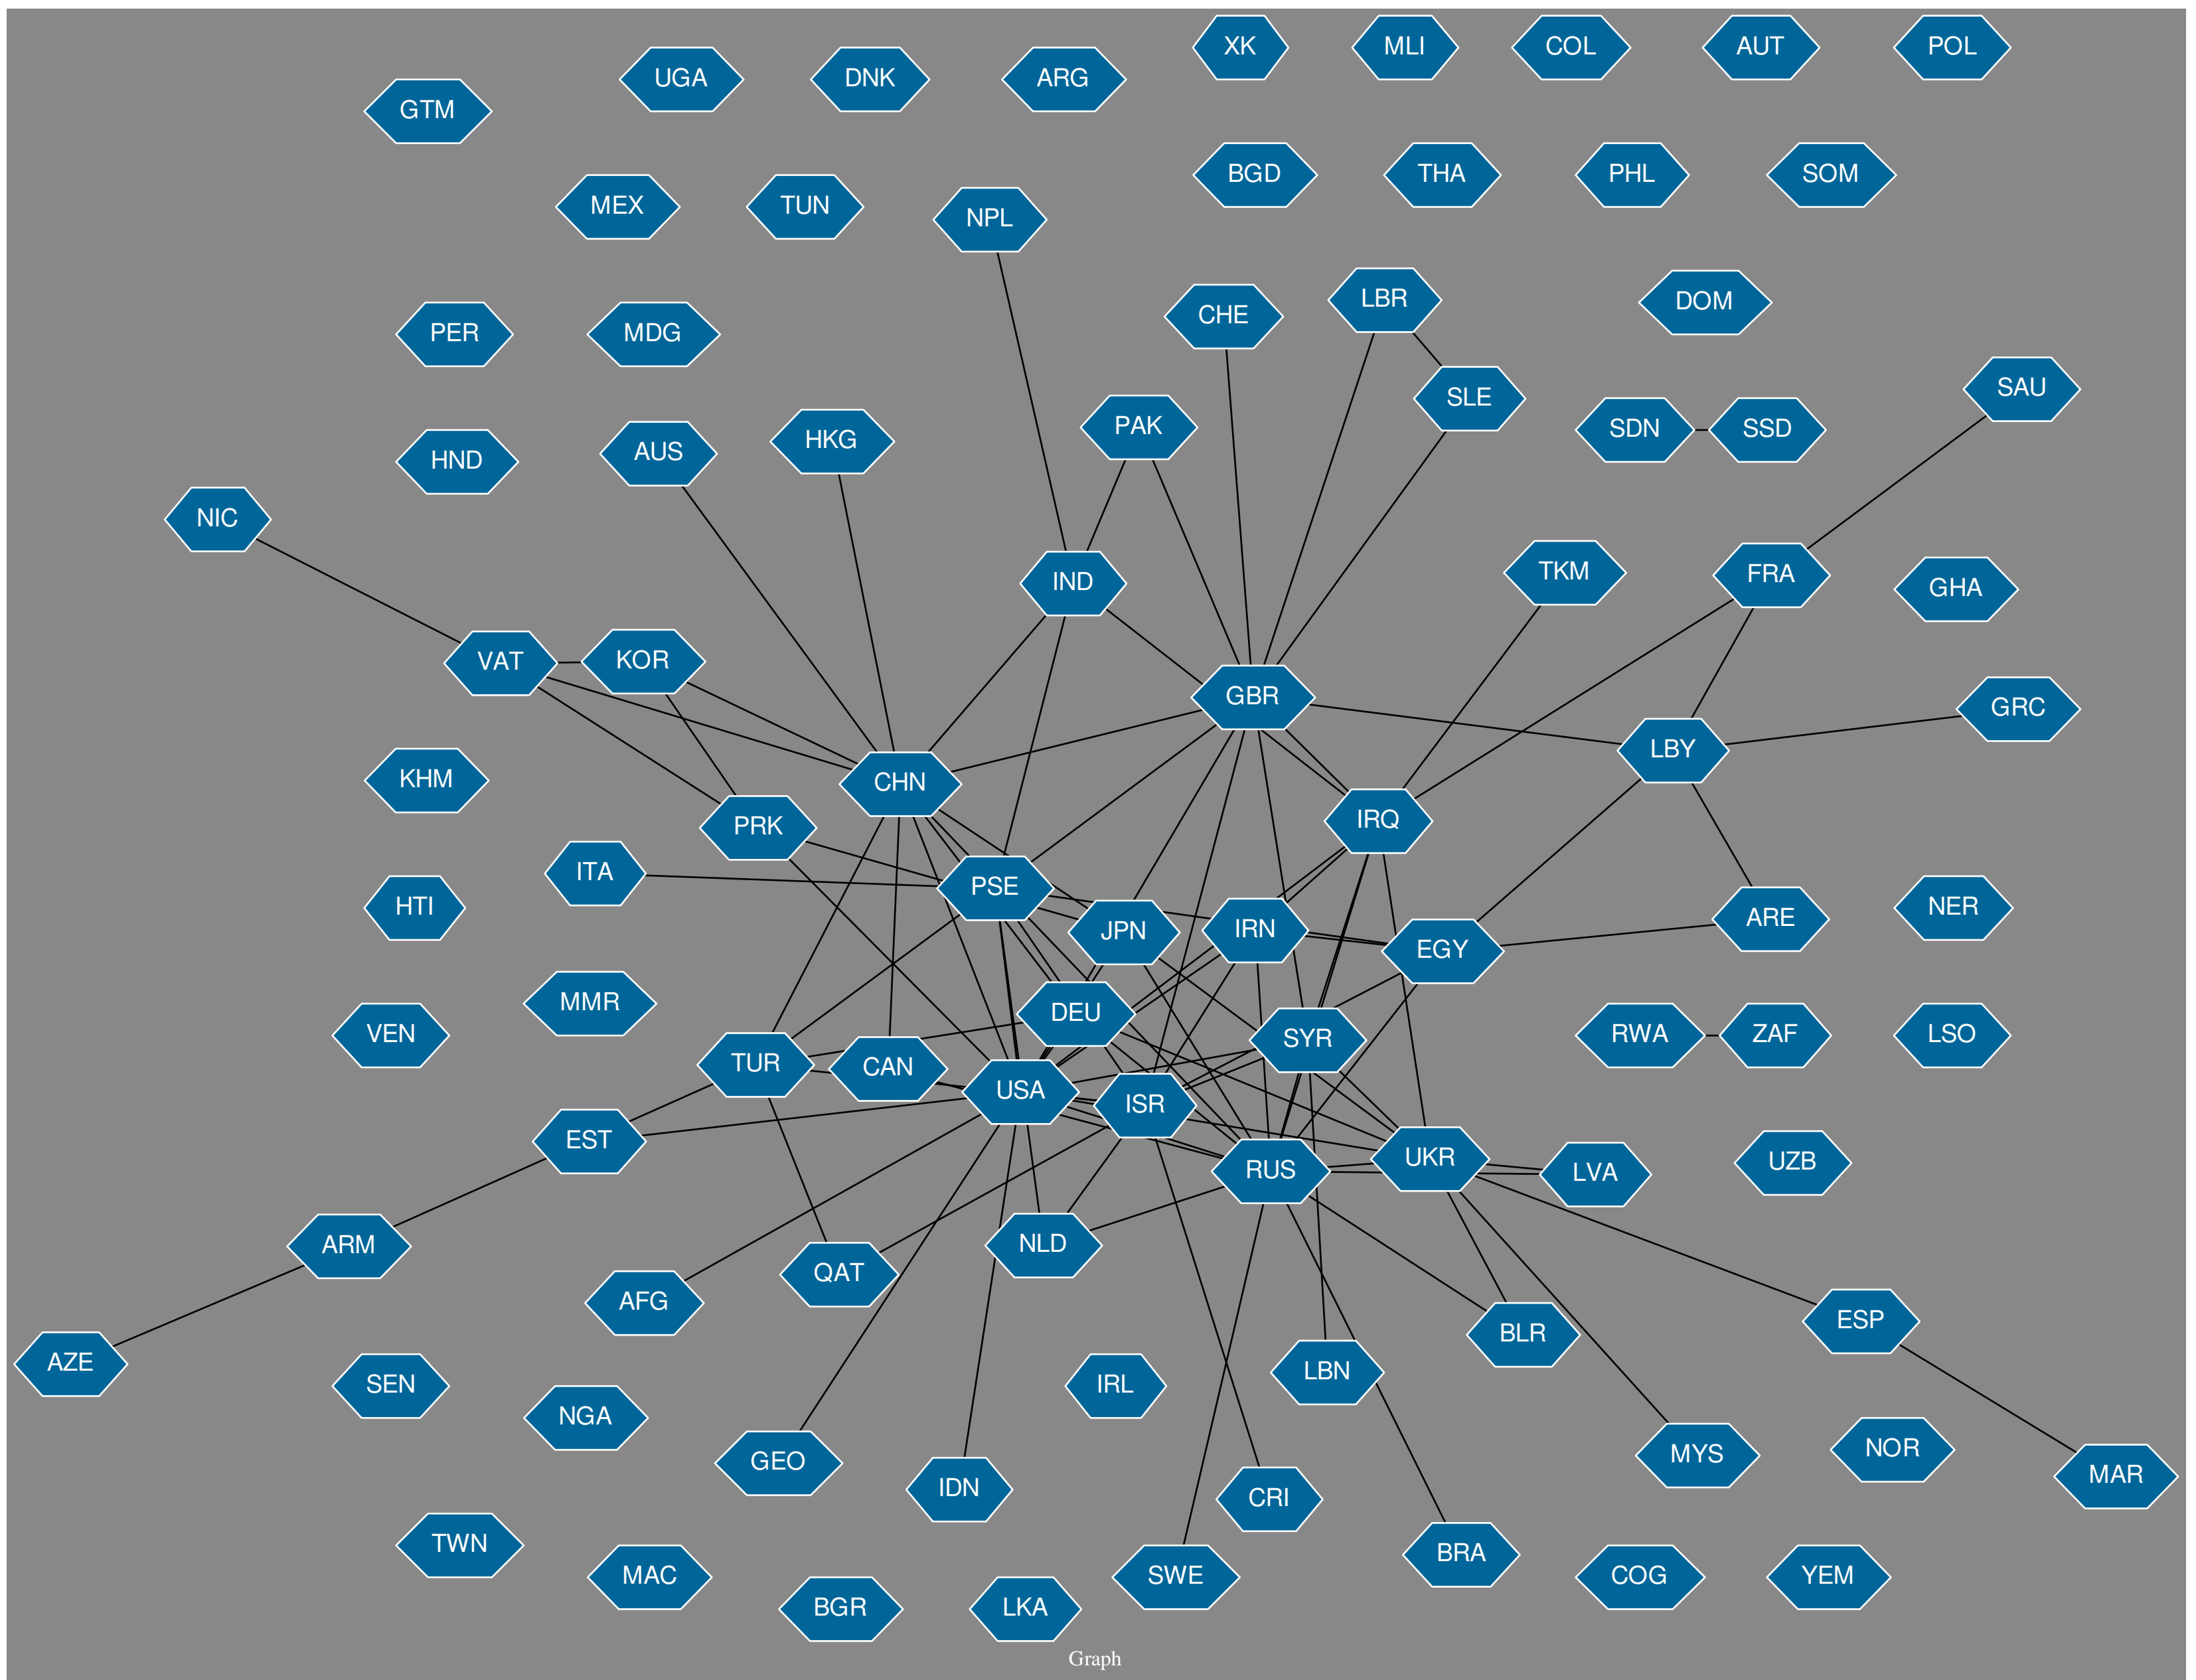 XK MLI COL AUT POL
UGA DNK ARG
GTM
BGD THA PHL SOM
MEX TUN NPL
LBR DOM
CHE
PER MDG
SAU
SLE
PAK SDN SSD
HKG
AUS
HND
NIC
TKM FRA
IND GHA
VAT KOR
GBR GRC
LBY
KHM CHN
PRK IRQ
ITA
PSE
HTI NER
ARE
JPN IRN
EGY
MMR
DEU
VEN SYR RWA ZAF LSO
TUR CAN
USA
ISR
EST
UKR UZB
RUS LVA
ARM NLD
QAT
AFG
ESP
BLR
AZE LBN
SEN IRL
NGA
GEO MYS NOR
MAR
IDN CRI
TWN BRA
MAC SWE COG YEM
BGR LKA
Graph